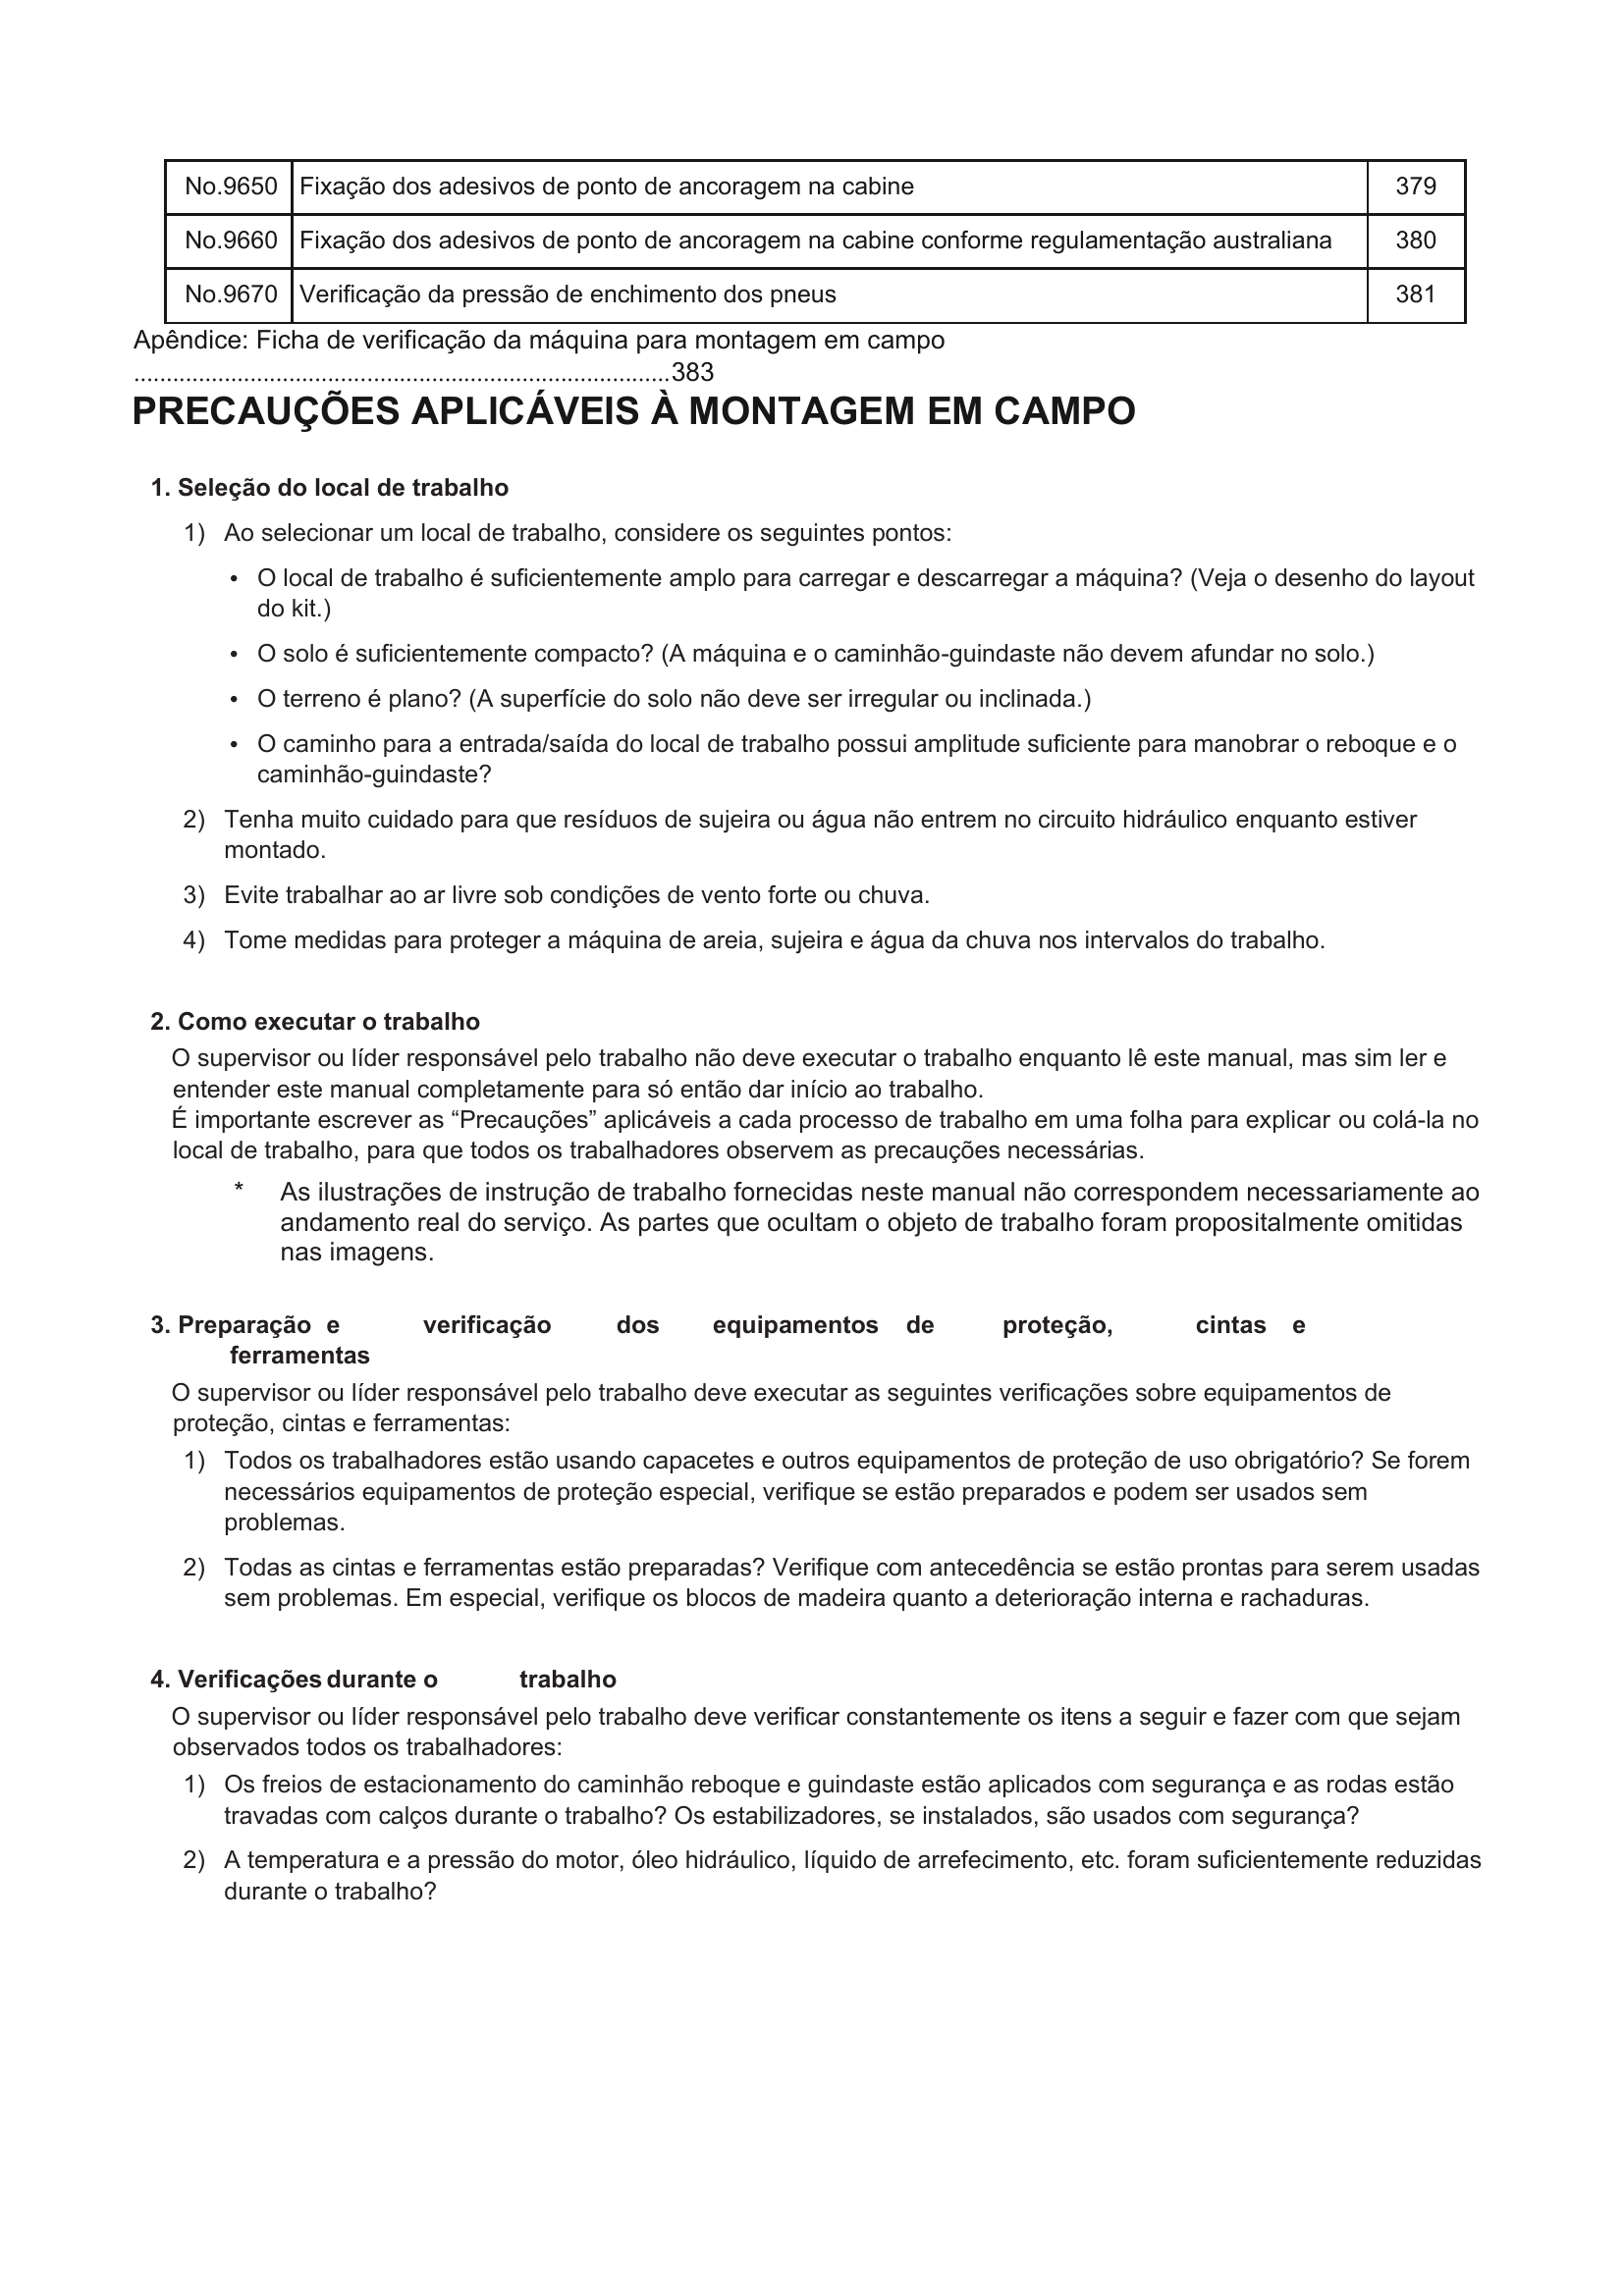 No.9650 Fixação dos adesivos de ponto de ancoragem na cabine 379
No.9660 Fixação dos adesivos de ponto de ancoragem na cabine conforme regulamentação australiana 380
No.9670 Verificação da pressão de enchimento dos pneus 381
Apêndice: Ficha de verificação da máquina para montagem em campo
.................................................................................383
PRECAUÇÕES APLICÁVEIS À MONTAGEM EM CAMPO
1. Seleção do local de trabalho
1) Ao selecionar um local de trabalho, considere os seguintes pontos:
• O local de trabalho é suficientemente amplo para carregar e descarregar a máquina? (Veja o desenho do layout
do kit.)
• O solo é suficientemente compacto? (A máquina e o caminhão-guindaste não devem afundar no solo.)
• O terreno é plano? (A superfície do solo não deve ser irregular ou inclinada.)
• O caminho para a entrada/saída do local de trabalho possui amplitude suficiente para manobrar o reboque e o
caminhão-guindaste?
2) Tenha muito cuidado para que resíduos de sujeira ou água não entrem no circuito hidráulico enquanto estiver
montado.
3) Evite trabalhar ao ar livre sob condições de vento forte ou chuva.
4) Tome medidas para proteger a máquina de areia, sujeira e água da chuva nos intervalos do trabalho.
2. Como executar o trabalho
O supervisor ou líder responsável pelo trabalho não deve executar o trabalho enquanto lê este manual, mas sim ler e
entender este manual completamente para só então dar início ao trabalho.
É importante escrever as “Precauções” aplicáveis a cada processo de trabalho em uma folha para explicar ou colá-la no
local de trabalho, para que todos os trabalhadores observem as precauções necessárias.
* As ilustrações de instrução de trabalho fornecidas neste manual não correspondem necessariamente ao
andamento real do serviço. As partes que ocultam o objeto de trabalho foram propositalmente omitidas
nas imagens.
3. Preparação e verificação dos equipamentos de proteção, cintas e
ferramentas
O supervisor ou líder responsável pelo trabalho deve executar as seguintes verificações sobre equipamentos de
proteção, cintas e ferramentas:
1) Todos os trabalhadores estão usando capacetes e outros equipamentos de proteção de uso obrigatório? Se forem
necessários equipamentos de proteção especial, verifique se estão preparados e podem ser usados sem
problemas.
2) Todas as cintas e ferramentas estão preparadas? Verifique com antecedência se estão prontas para serem usadas
sem problemas. Em especial, verifique os blocos de madeira quanto a deterioração interna e rachaduras.
4. Verificações durante o trabalho
O supervisor ou líder responsável pelo trabalho deve verificar constantemente os itens a seguir e fazer com que sejam
observados todos os trabalhadores:
1) Os freios de estacionamento do caminhão reboque e guindaste estão aplicados com segurança e as rodas estão
travadas com calços durante o trabalho? Os estabilizadores, se instalados, são usados com segurança?
2) A temperatura e a pressão do motor, óleo hidráulico, líquido de arrefecimento, etc. foram suficientemente reduzidas
durante o trabalho?